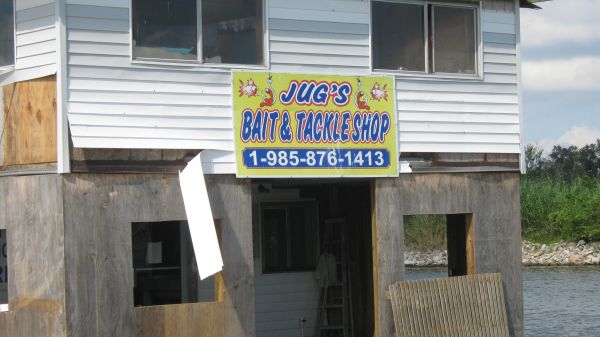 JUG'S
BAIT & TACKLE SHOP
1-985-876-1413